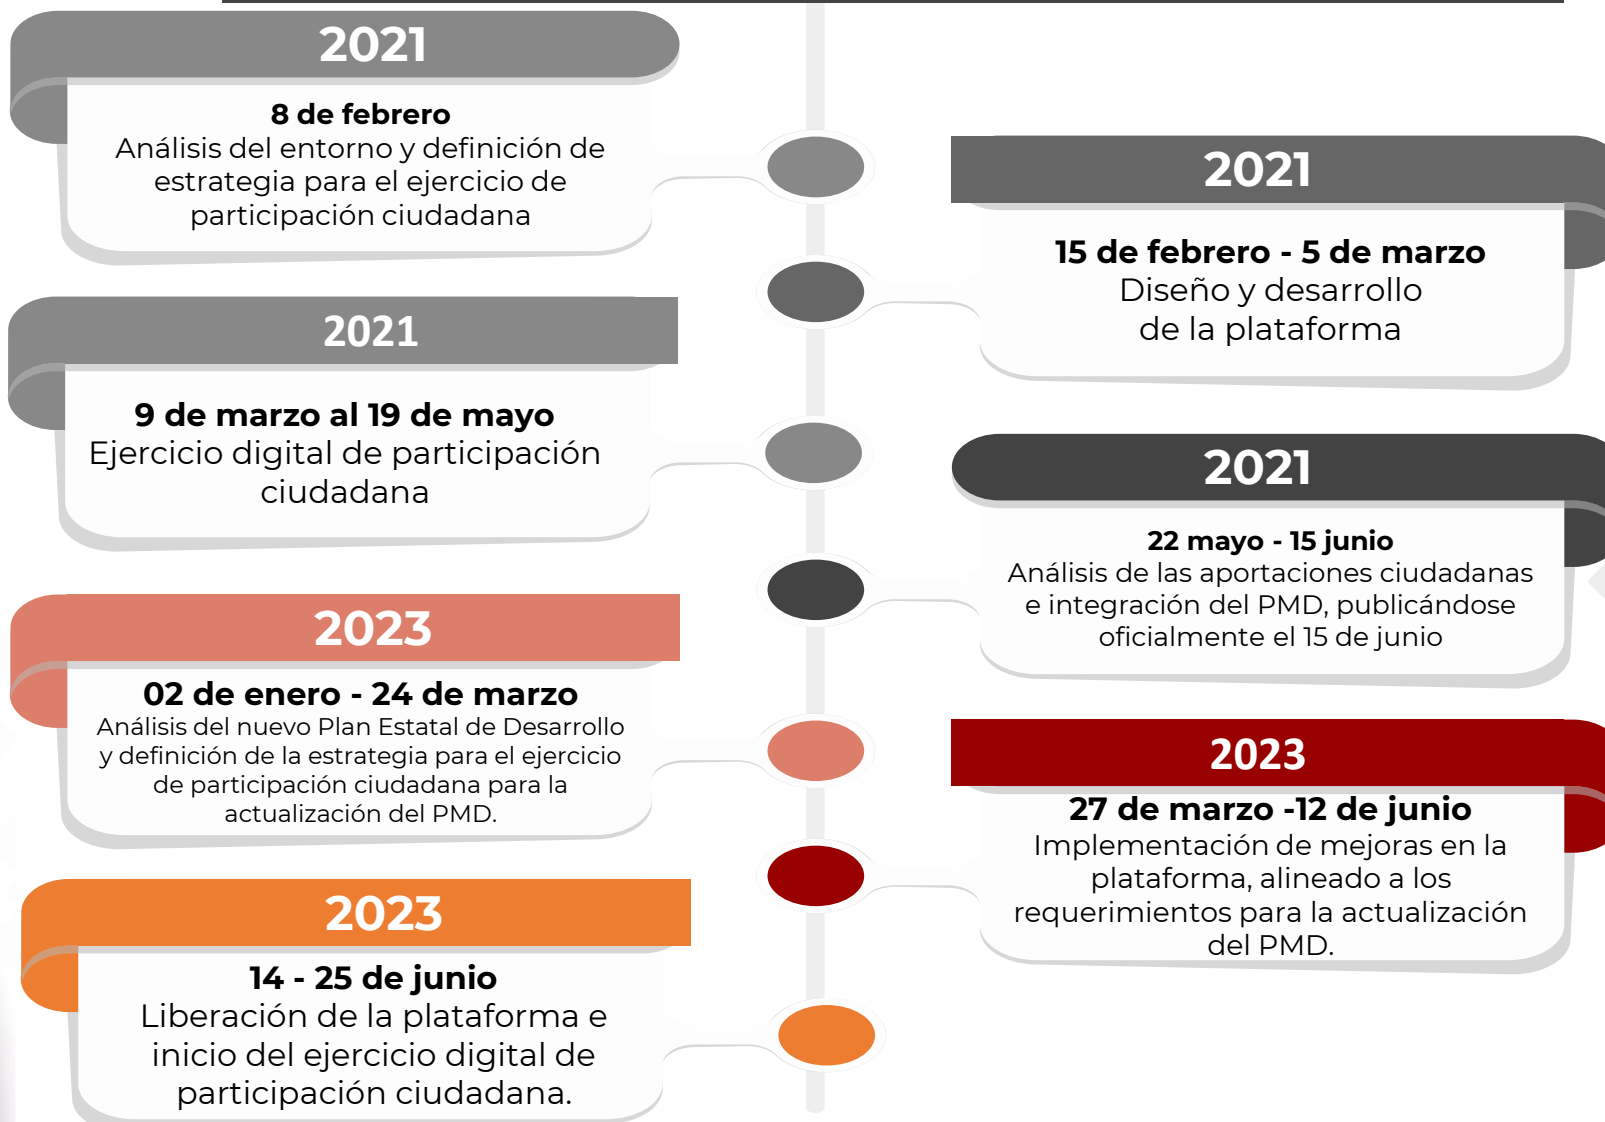 2021
8 de febrero
Análisis del entorno y definición de
estrategia para el ejercicio de
participación ciudadana
2021
15 de febrero - 5 de marzo
Diseño y desarrollo
de la plataforma
2021
9 de marzo al 19 de mayo
Ejercicio digital de participación
ciudadana
2021
22 mayo - 15 junio
Análisis de las aportaciones ciudadanas
e integración del PMD, publicándose
oficialmente el 15 de junio
2023
02 de enero - 24 de marzo
Análisis del nuevo Plan Estatal de Desarrollo
y definición de la estrategia para el ejercicio
de participación ciudadana para la
actualización del PMD.
2023
27 de marzo -12 de junio
Implementación de mejoras en la
plataforma, alineado a los
requerimientos para la actualización
del PMD.
2023
14 - 25 de junio
Liberación de la plataforma e
inicio del ejercicio digital de
participación ciudadana.